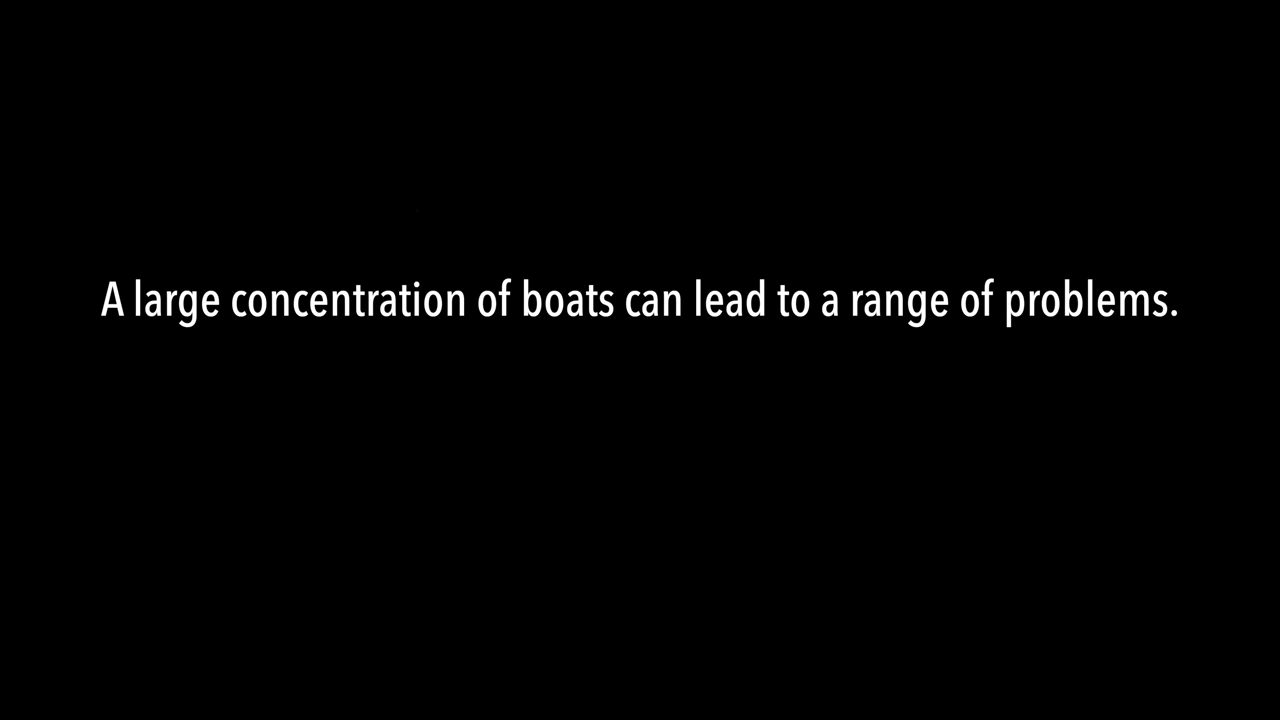 A large concentration of boats can lead to a range of problems.